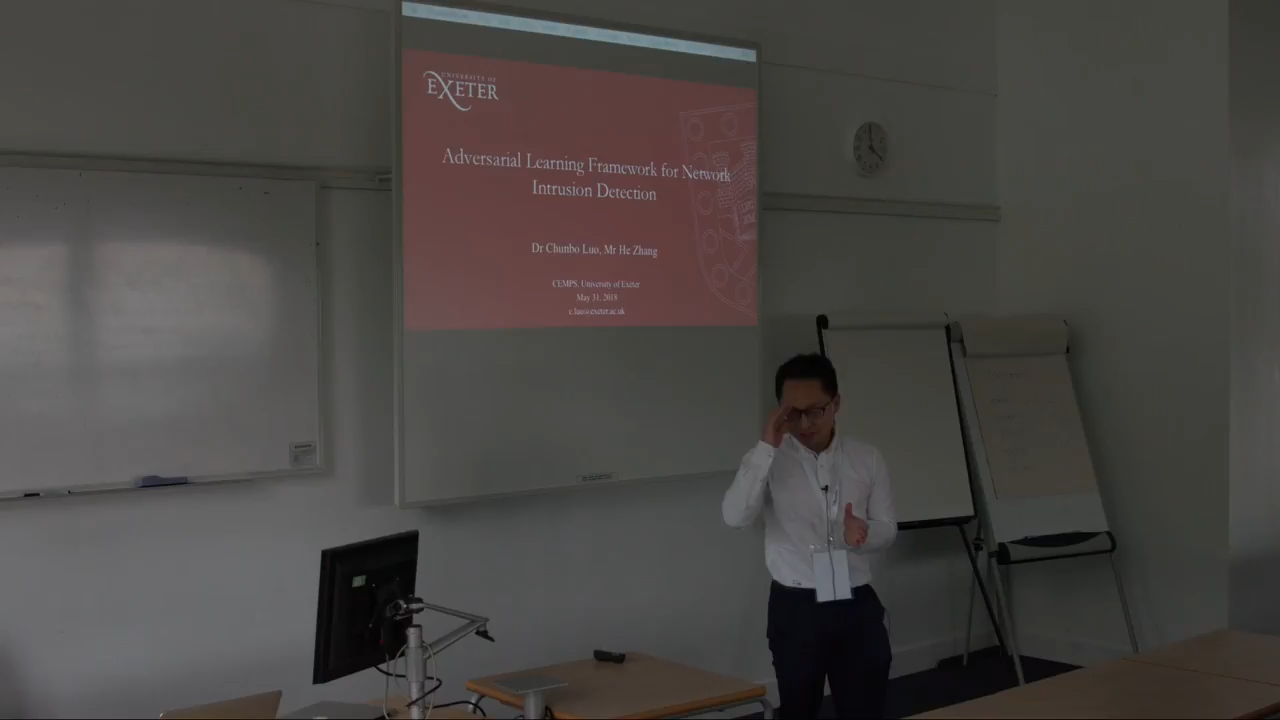 UNIVERSITY OF
EXETER
Adversarial Learning Framework for Network
Intrusion Detection
Dr Chunbo Luo, Mr He Zhang
CEMPS, University of Exeter
May 31, 2018
c.luo@exeter.ac.uk